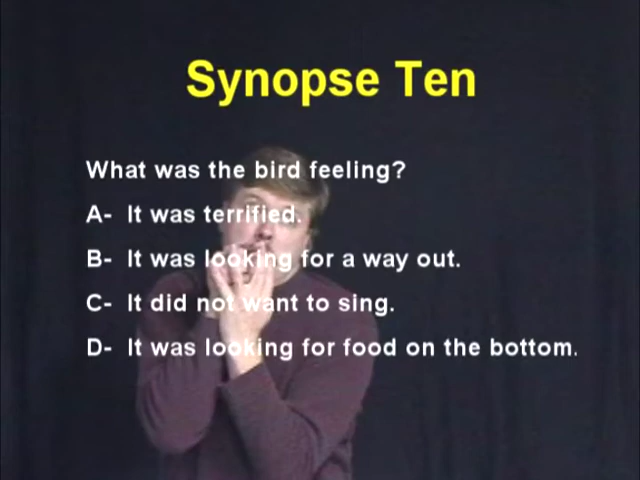 Synopse Ten
What was the bird feeling?
A- It was terrified.
B- It was looking for a way out.
C- It did not want to sing.
D- It was looking for food on the bottom.